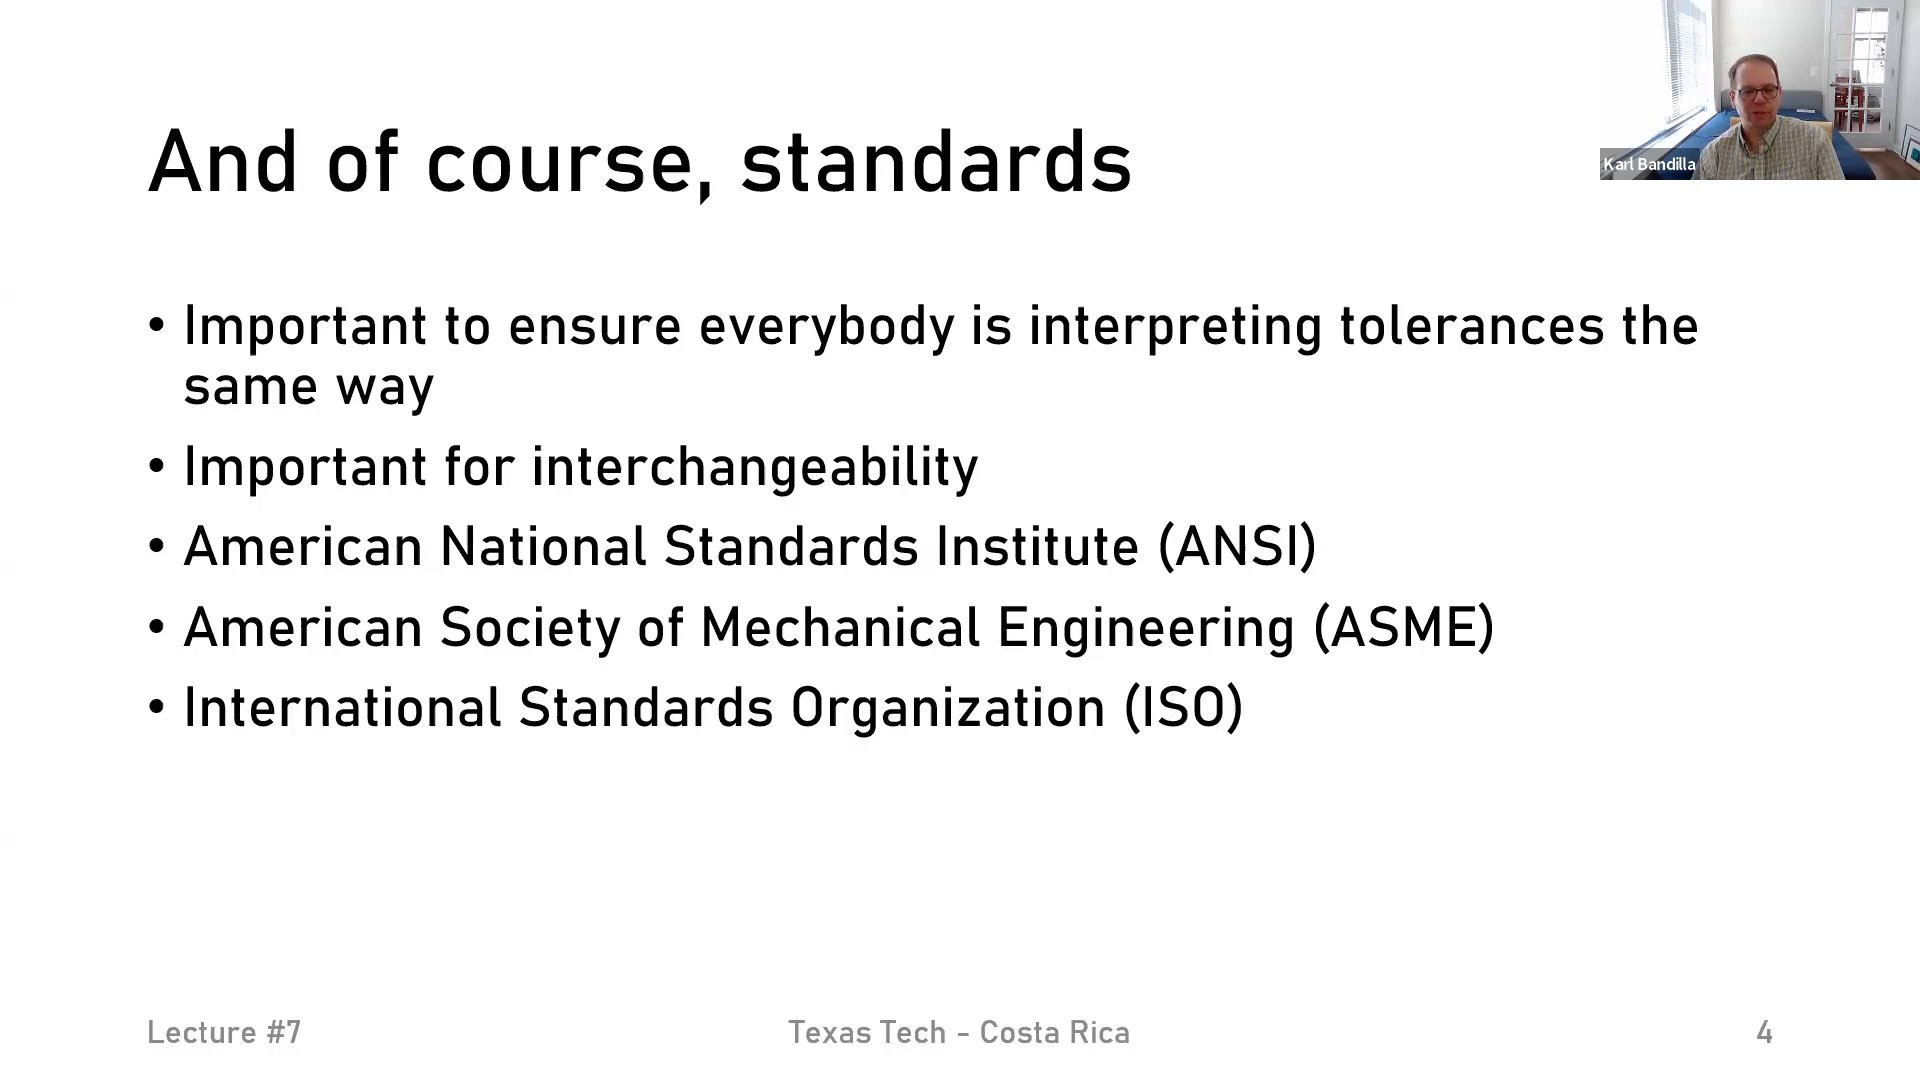 And of course, standards
Karl Bandilla
• Important to ensure everybody is interpreting tolerances the
same way
• Important for interchangeability
• American National Standards Institute (ANSI)
• American Society of Mechanical Engineering (ASME)
• International Standards Organization (ISO)
Lecture #7
Texas Tech - Costa Rica
4